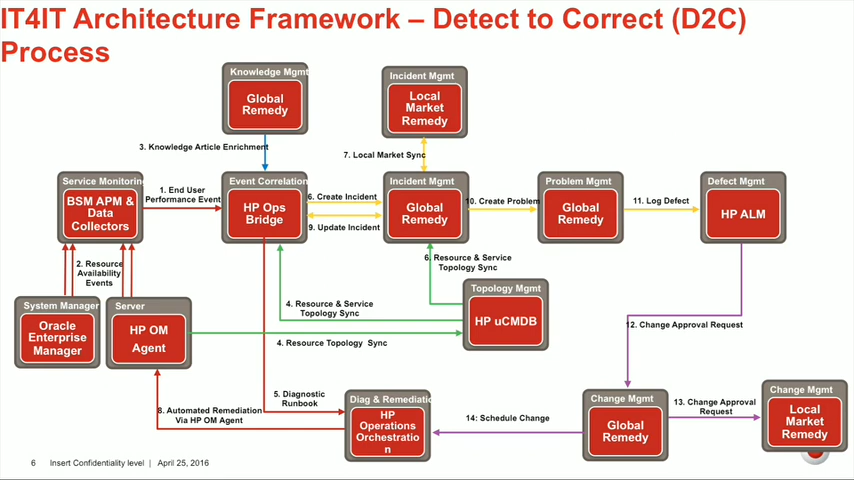 IT4IT Architecture Framework – Detect to Correct (D2C)
Process
Knowledge Mgmt
Global
Remedy
Incident Mgmt
Local
Market
Remedy
3. Knowledge Article Enrichment
7. Local Market Sync
Service Monitoring
BSM APM &
Data
Collectors
1. End User
Performance Event
Event Correlation
HP Ops
Bridge
6. Create Incident
9. Update Incident
Incident Mgmt
Global
Remedy
10. Create Problem
Problem Mgmt
Global
Remedy
11. Log Defect
Defect Mgmt
HP ALM
2. Resource
Availability
Events
6. Resource & Service
Topology Sync
System Manager
Oracle
Enterprise
Manager
Server
HP OM
Agent
4. Resource & Service
Topology Sync
Topology Mgmt
HP uCMDB
4. Resource Topology Sync
12. Change Approval Request
5. Diagnostic
Runbook
8. Automated Remediation
Via HP OM Agent
Diag & Remediatio
HP
Operations
Orchestratio
n
14: Schedule Change
Change Mgmt
Global
Remedy
13. Change Approval
Request
Change Mgmt
Local
Market
Remedy
6 Insert Confidentiality level | April 25, 2016